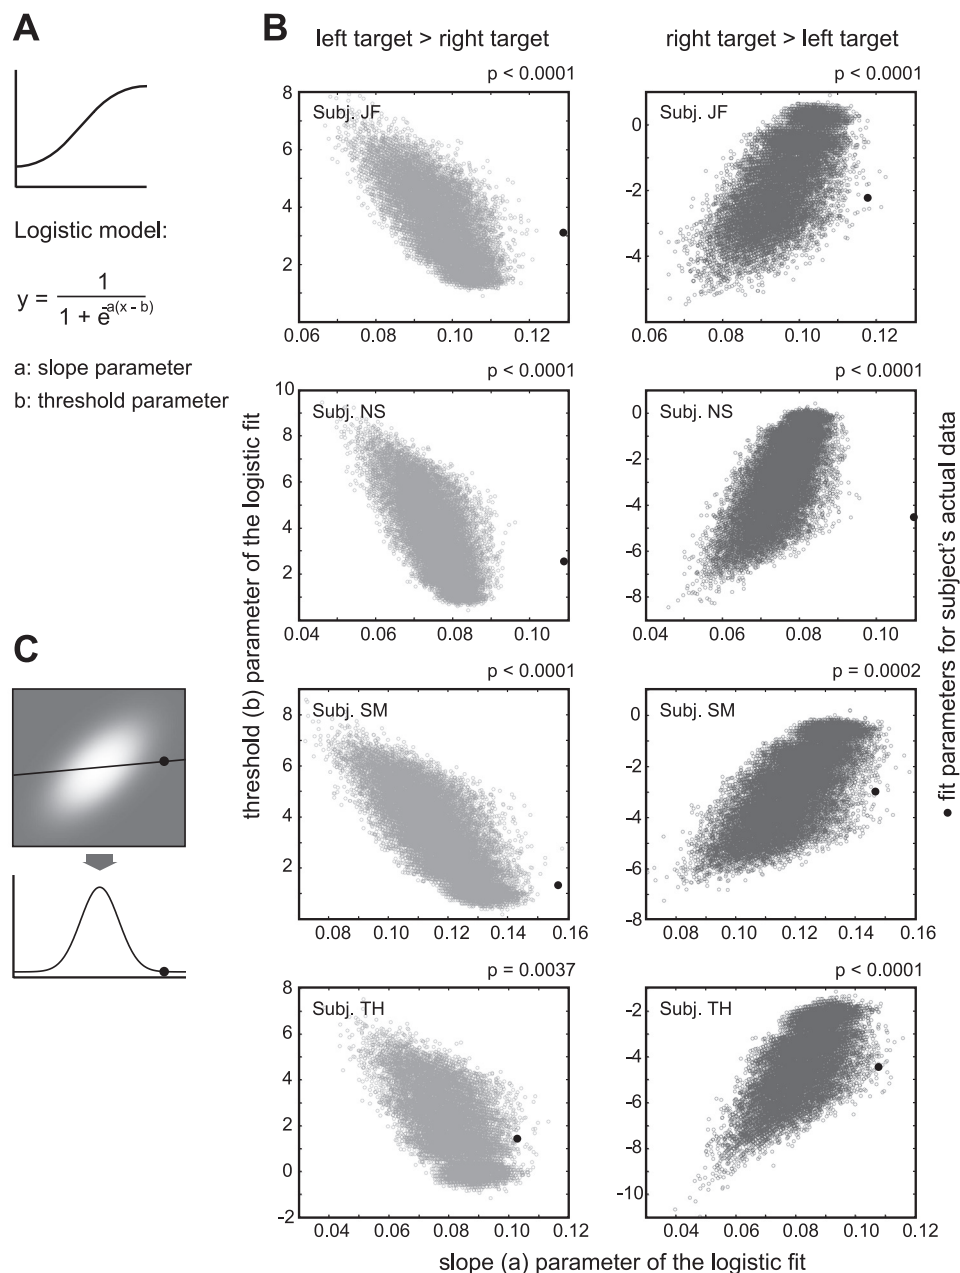 A
Logistic model:
y = 1 / 1 + e^-a(x – b)
a: slope parameter
b: threshold parameter
B
left target > right target
right target > left target
p < 0.0001
Subj. JF
8
6
4
2
0.06
0.08
0.10
0.12
p < 0.0001
Subj. JF
0
-2
-4
0.06
0.08
0.10
0.12
p < 0.0001
Subj. NS
10
8
6
4
2
0.04
0.06
0.08
0.10
p < 0.0001
Subj. NS
0
-2
-4
-6
-8
0.04
0.06
0.08
0.10
p < 0.0001
Subj. SM
8
6
4
2
0.08
0.10
0.12
0.14
0.16
p = 0.0002
Subj. SM
0
-2
-4
-6
-8
0.08
0.10
0.12
0.14
0.16
p = 0.0037
Subj. TH
8
6
4
2
0
-2
0.04
0.06
0.08
0.10
0.12
p < 0.0001
Subj. TH
-2
-4
-6
-8
-10
0.04
0.06
0.08
0.10
0.12
threshold (b) parameter of the logistic fit
slope (a) parameter of the logistic fit
● fit parameters for subject's actual data
C